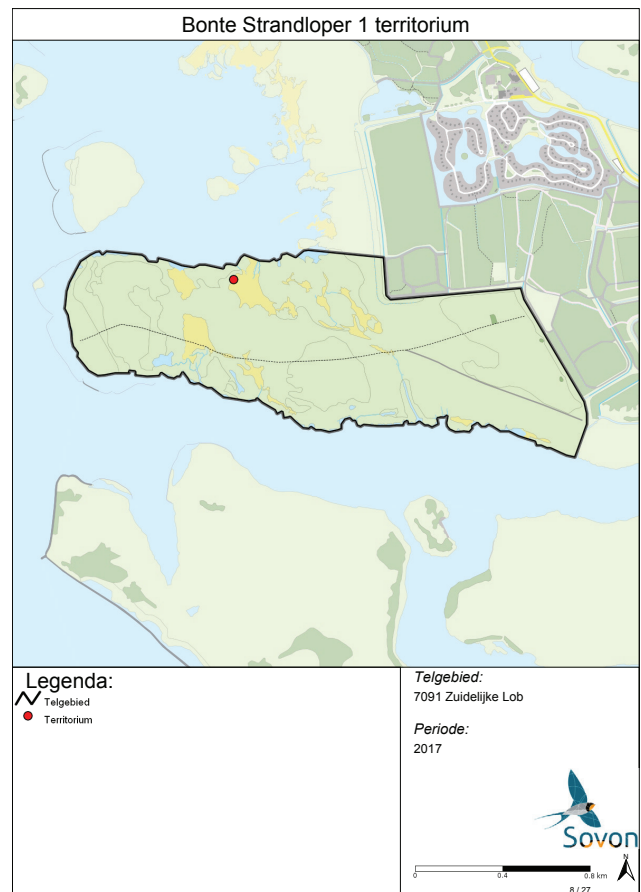 Bonte Strandloper 1 territorium
Legenda:
Telgebied
Territorium
Telgebied:
7091 Zuidelijke Lob
Periode:
2017
Sovon
N
0 0.4 0.8 km
8 / 27